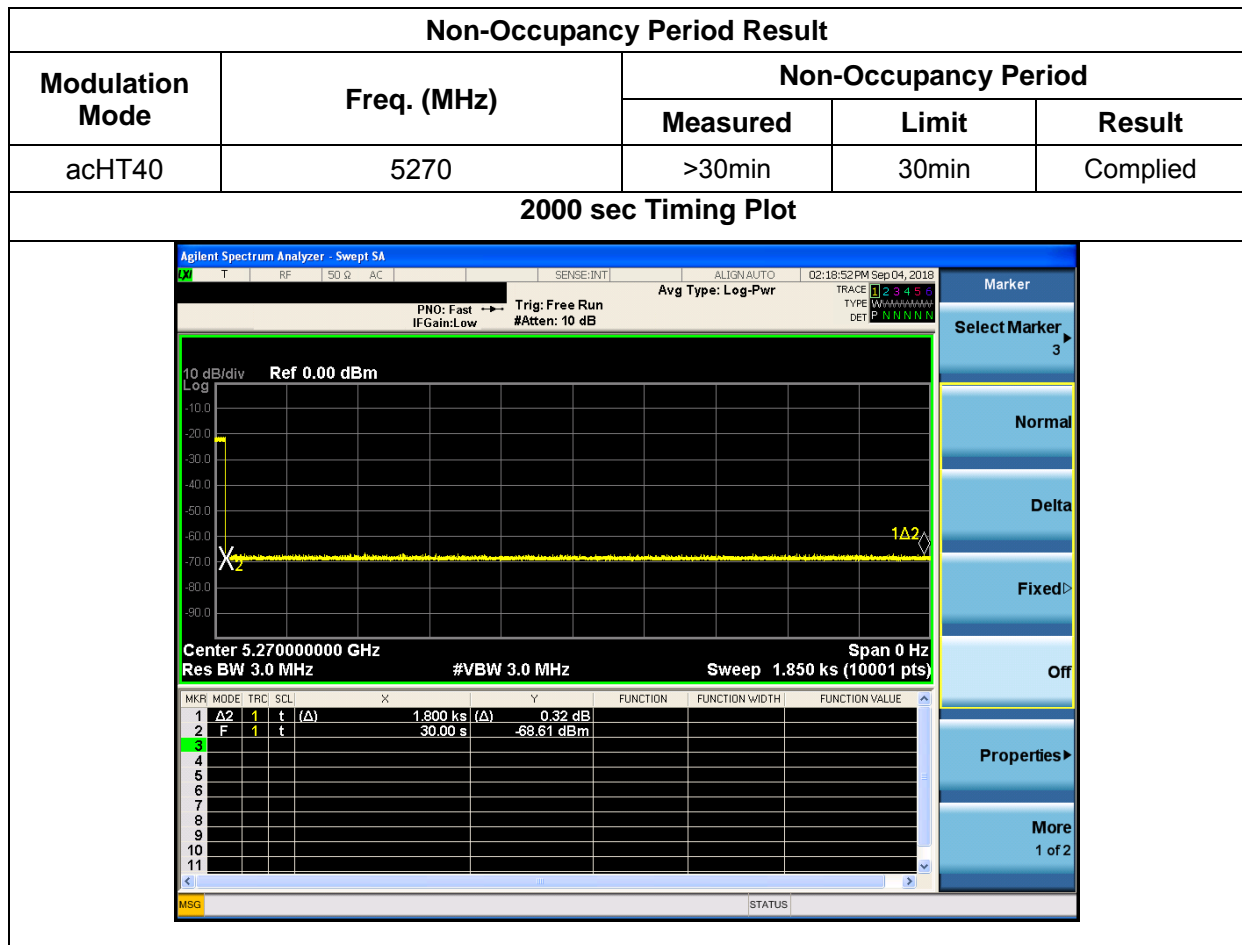 Non-Occupancy Period Result
Modulation Mode Freq. (MHz) Non-Occupancy Period
Measured Limit Result
acHT40 5270 >30min 30min Complied
2000 sec Timing Plot
Agilent Spectrum Analyzer - Swept SA
LXI T RF 50 Ω AC SENSE:INT ALIGN AUTO 02:18:52 PM Sep 04, 2018
Avg Type: Log-Pwr
TRACE 1 2 3 4 5 6
TYPE W
DET P N N N N N
PNO: Fast Trig: Free Run
IFGain:Low #Atten: 10 dB
10 dB/div Ref 0.00 dBm
Log
-10.0
-20.0
-30.0
-40.0
-50.0
-60.0
-70.0
-80.0
-90.0
1Δ2
2
Center 5.270000000 GHz Span 0 Hz
Res BW 3.0 MHz #VBW 3.0 MHz Sweep 1.850 ks (10001 pts)
MKR MODE TRC SCL X Y FUNCTION FUNCTION WIDTH FUNCTION VALUE
1 Δ2 1 t (Δ) 1.800 ks (Δ) 0.32 dB
2 F 1 t 30.00 s -68.61 dBm
3
4
5
6
7
8
9
10
11
MSG STATUS
Marker
Select Marker
3
Normal
Delta
Fixed
Off
Properties
More
1 of 2